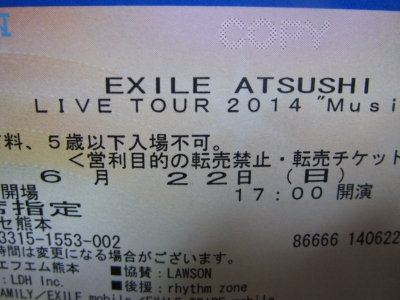 COPY
EXILE ATSUSHI
LIVE TOUR 2014 "Musi
料、5歳以下入場不可。
<営利目的の転売禁止・転売チケット
6月 22日(日)
開場 17:00 開演
指定
セ熊本
3315-1553-002 86666 140622
時間は変更になる場合がございます。
エフエム熊本 ■協賛:LAWSON
:LDH Inc. ■後援:rhythm zone
FAMILY/EXILE mobile